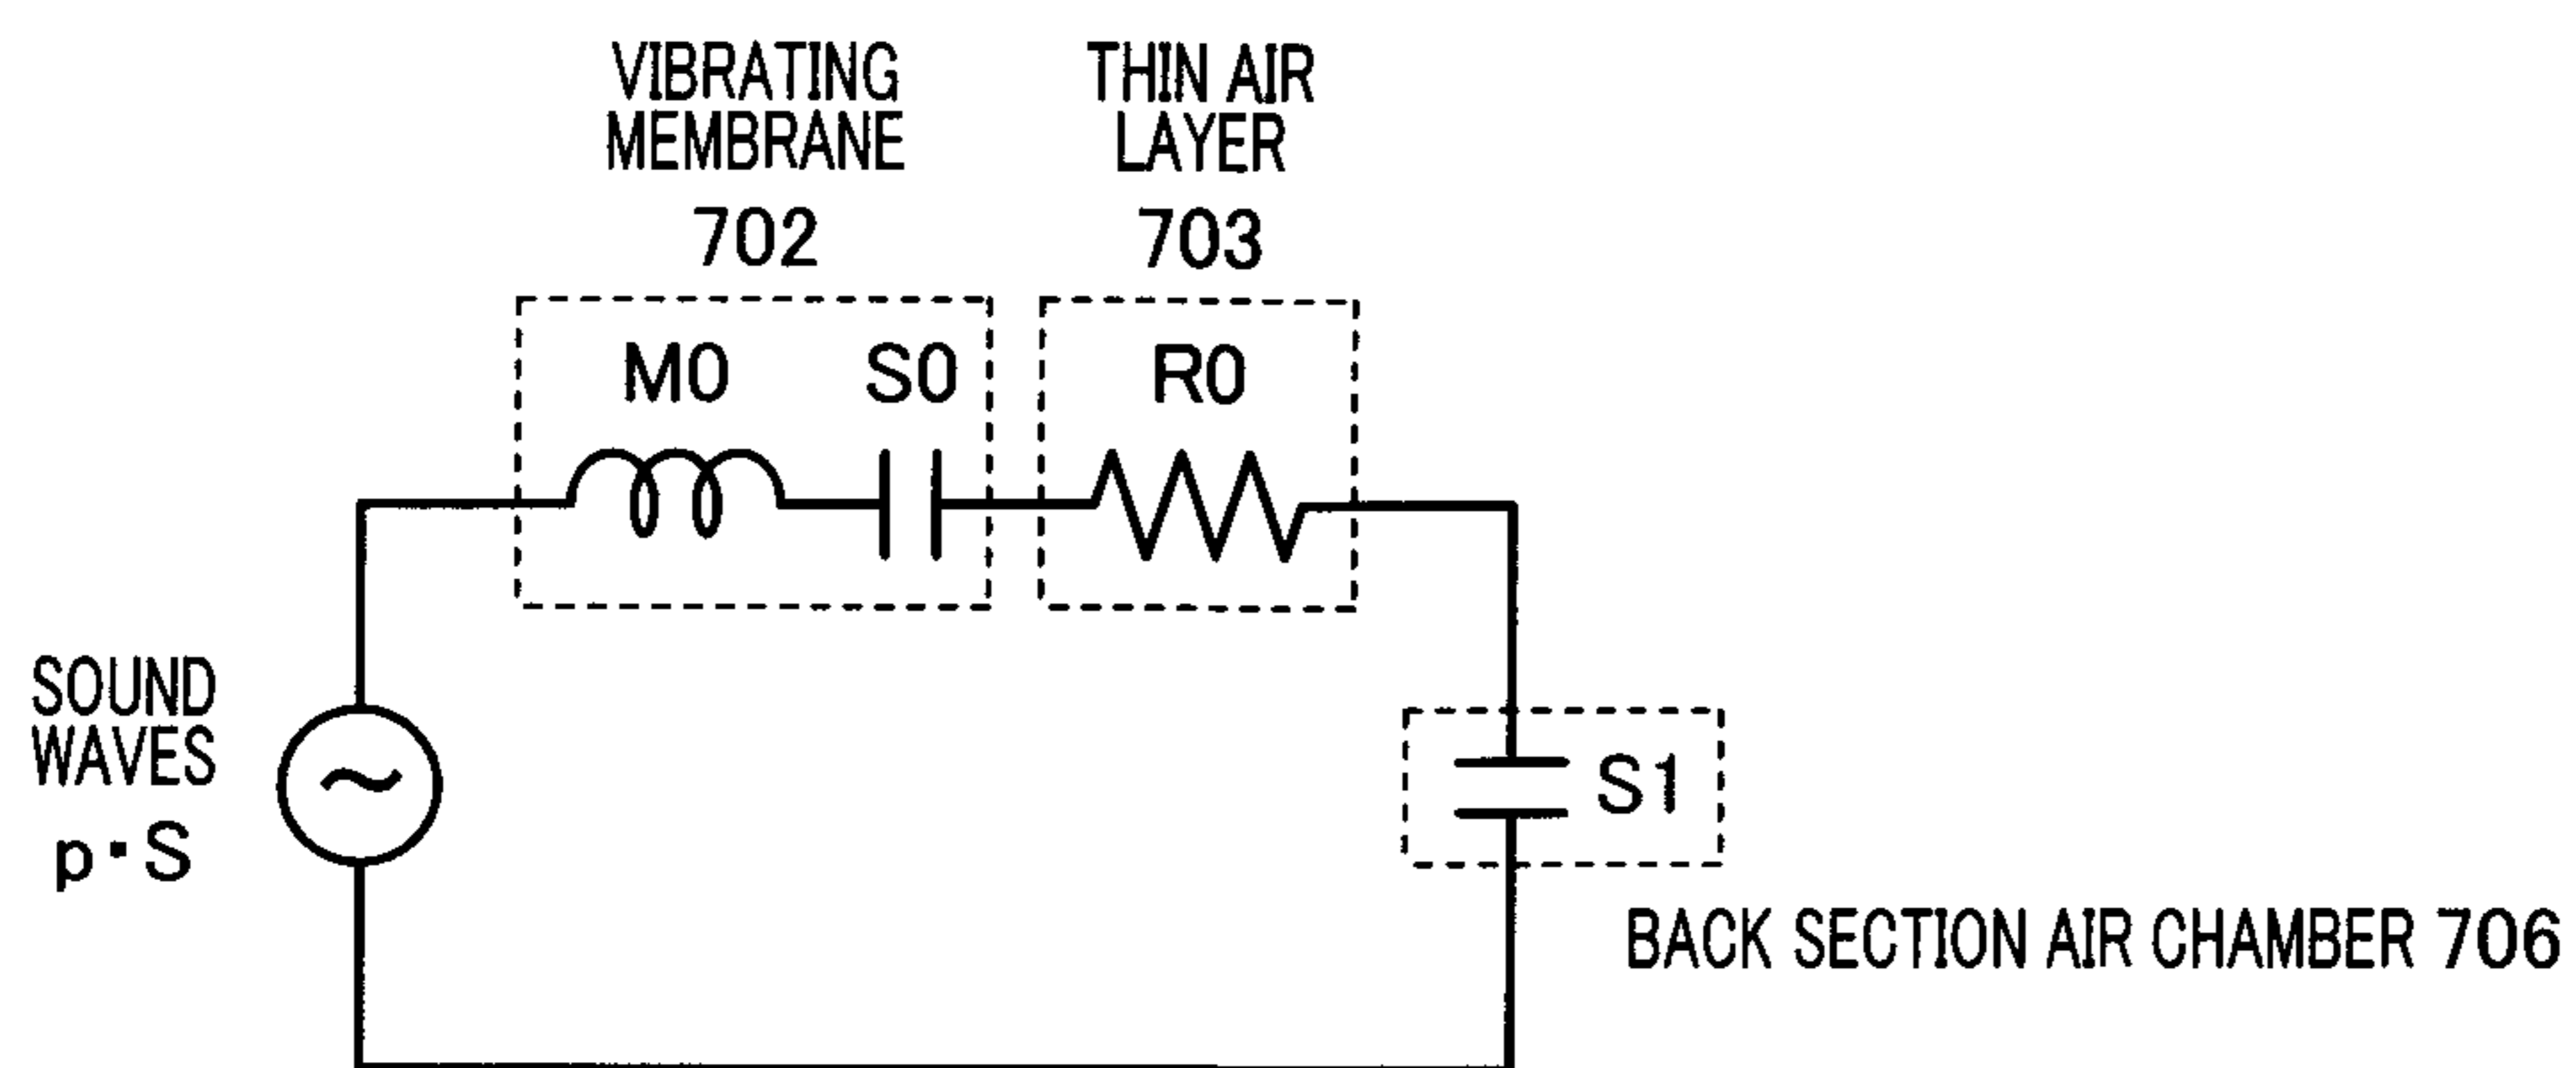 VIBRATING
MEMBRANE
702
THIN AIR
LAYER
703
M0
S0
R0
SOUND
WAVES
p・S
~
S1
BACK SECTION AIR CHAMBER 706